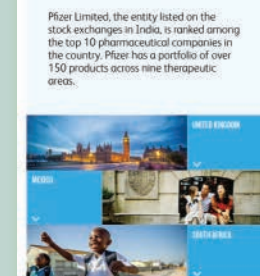 Pfizer Limited, the entity listed on the
stock exchanges in India, is ranked among
the top 10 pharmaceutical companies in
the country. Pfizer has a portfolio of over
150 products across nine therapeutic
areas.
UNITED KINGDOM
MEXICO
SOUTH AFRICA